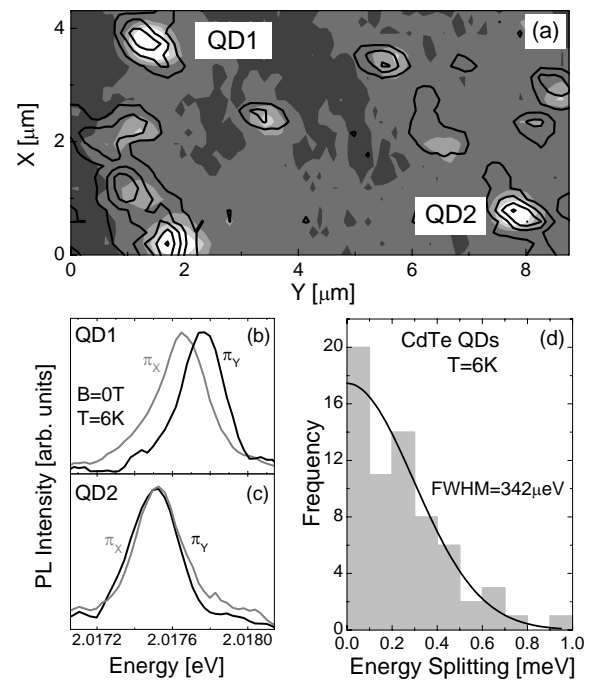 QD1
(a)
QD2
4
2
0
X [μm]
0
2
4
6
8
Y [μm]
QD1
(b)
πX
πY
B=0T
T=6K
QD2
(c)
πX
πY
PL Intensity [arb. units]
2.0172
2.0176
2.0180
Energy [eV]
CdTe QDs
(d)
T=6K
FWHM=342μeV
20
16
12
8
4
0
Frequency
0.0
0.2
0.4
0.6
0.8
1.0
Energy Splitting [meV]